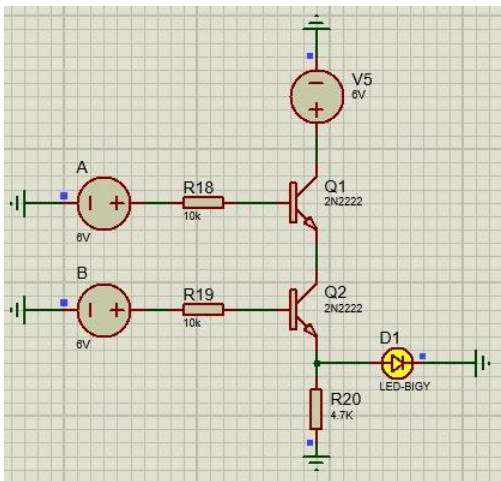 V5
6V
A
R18
Q1
10k
2N2222
6V
B
R19
Q2
10k
2N2222
6V
D1
LED-BIGY
R20
4.7K